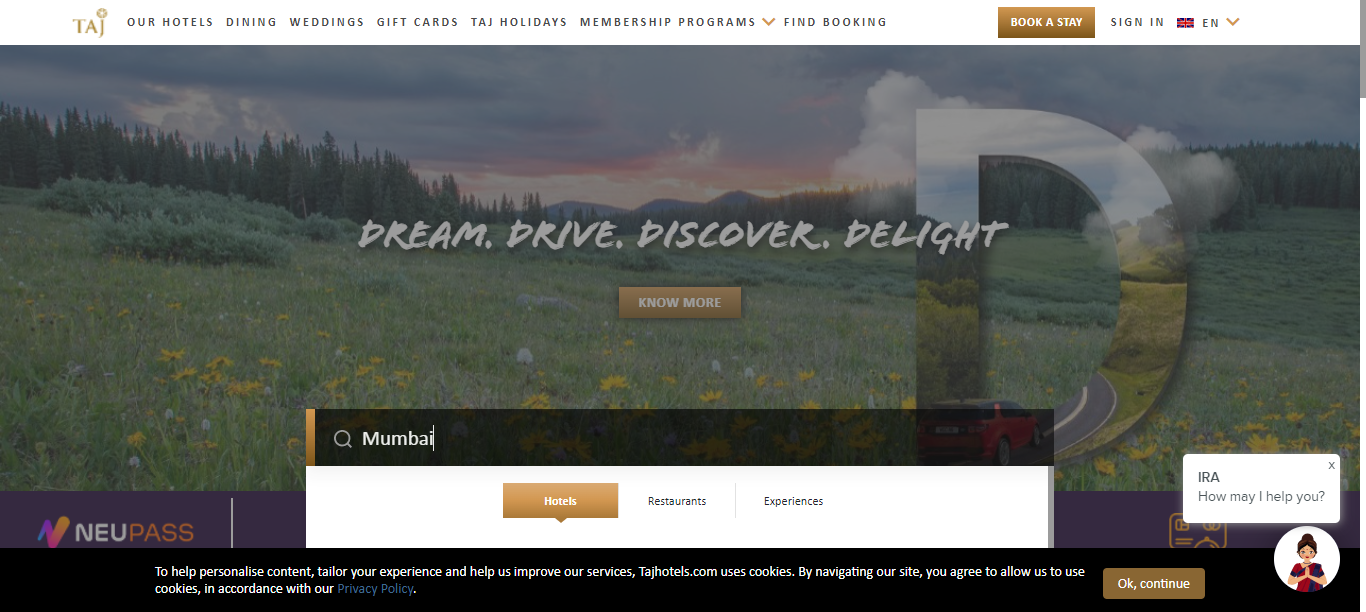 TAJ
OUR HOTELS DINING WEDDINGS GIFT CARDS TAJ HOLIDAYS MEMBERSHIP PROGRAMS FIND BOOKING
BOOK A STAY SIGN IN EN
DREAM. DRIVE. DISCOVER. DELIGHT
KNOW MORE
D
Mumbai
Hotels Restaurants Experiences
NEUPASS
x
IRA
How may I help you?
To help personalise content, tailor your experience and help us improve our services, Tajhotels.com uses cookies. By navigating our site, you agree to allow us to use
cookies, in accordance with our Privacy Policy.
Ok, continue